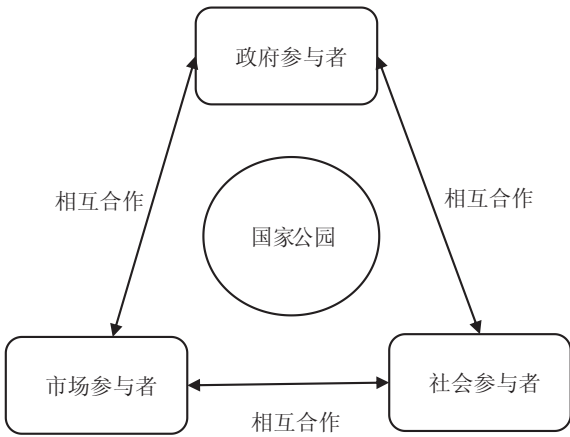 政府参与者
相互合作
相互合作
国家公园
市场参与者
社会参与者
相互合作